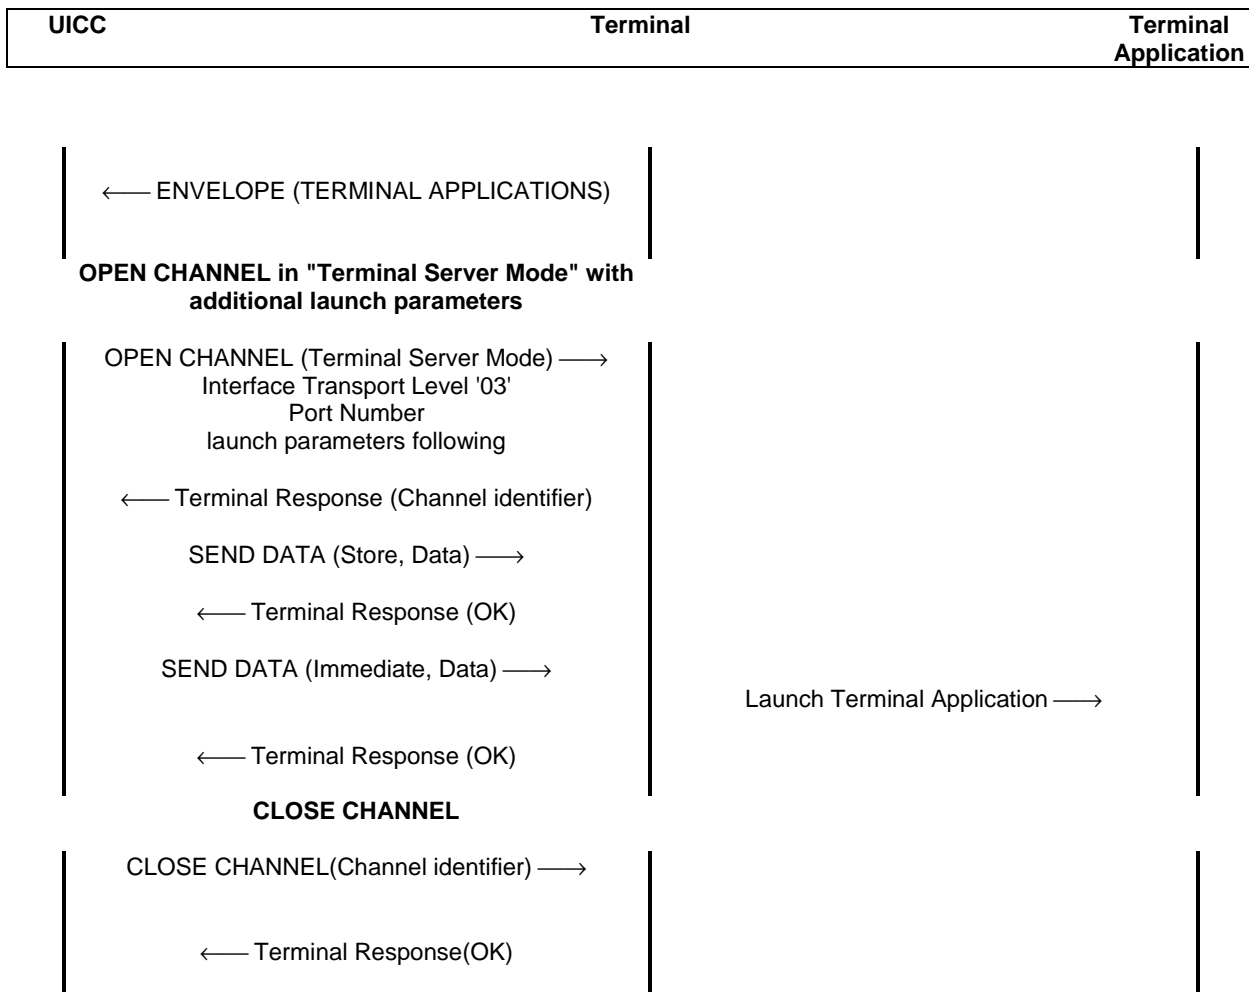 UICC Terminal Terminal
Application
⟵ ENVELOPE (TERMINAL APPLICATIONS)
OPEN CHANNEL in "Terminal Server Mode" with
additional launch parameters
OPEN CHANNEL (Terminal Server Mode) ⟶
Interface Transport Level '03'
Port Number
launch parameters following
⟵ Terminal Response (Channel identifier)
SEND DATA (Store, Data) ⟶
⟵ Terminal Response (OK)
SEND DATA (Immediate, Data) ⟶
Launch Terminal Application ⟶
⟵ Terminal Response (OK)
CLOSE CHANNEL
CLOSE CHANNEL(Channel identifier) ⟶
⟵ Terminal Response(OK)